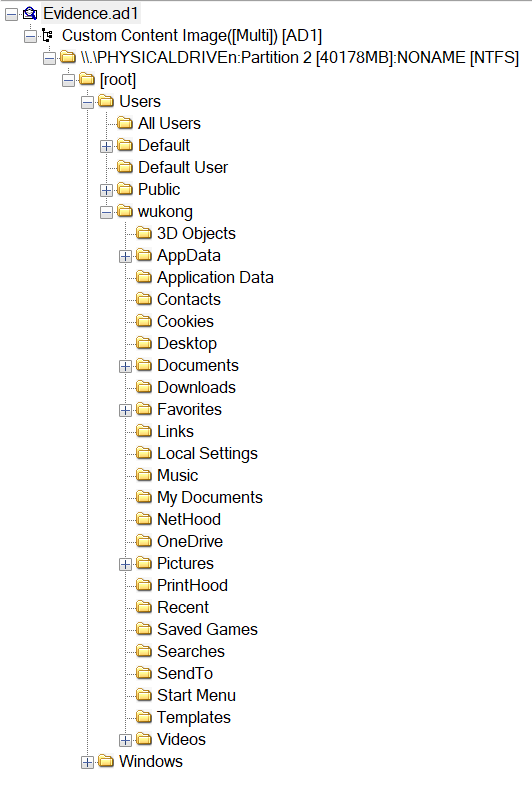 Evidence.ad1
Custom Content Image([Multi]) [AD1]
\\.\PHYSICALDRIVEn:Partition 2 [40178MB]:NONAME [NTFS]
[root]
Users
All Users
Default
Default User
Public
wukong
3D Objects
AppData
Application Data
Contacts
Cookies
Desktop
Documents
Downloads
Favorites
Links
Local Settings
Music
My Documents
NetHood
OneDrive
Pictures
PrintHood
Recent
Saved Games
Searches
SendTo
Start Menu
Templates
Videos
Windows